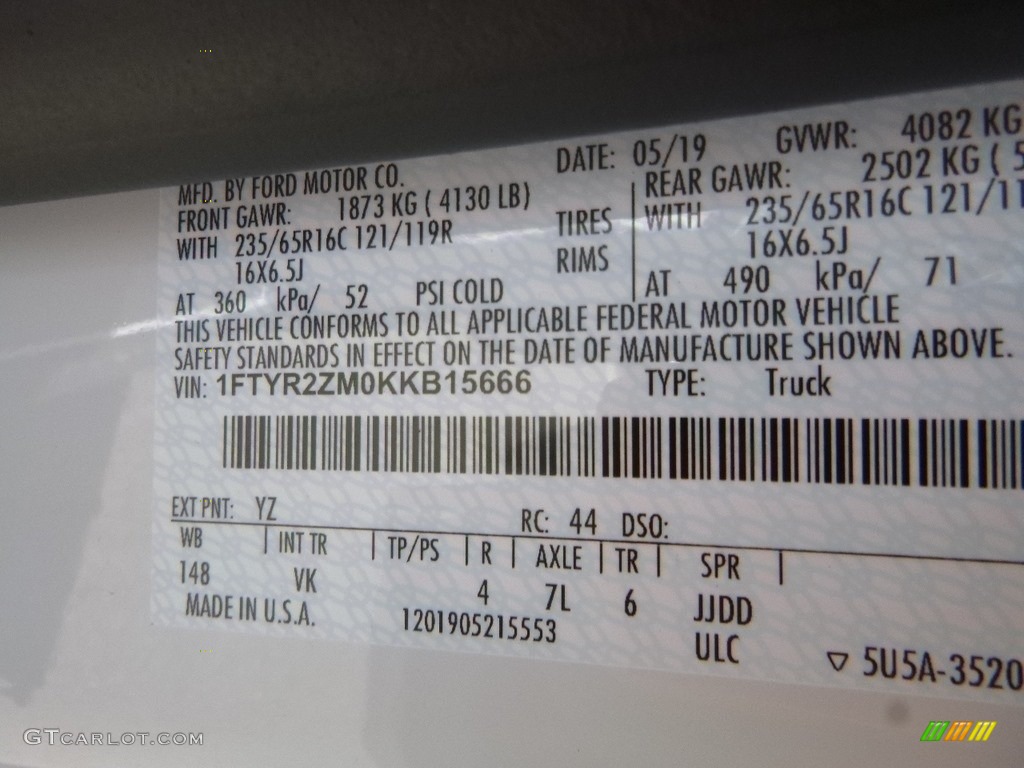 MFD. BY FORD MOTOR CO. DATE: 05/19 GVWR: 4082 KG
FRONT GAWR: 1873 KG ( 4130 LB) REAR GAWR: 2502 KG ( 5
WITH 235/65R16C 121/119R TIRES WITH 235/65R16C 121/11
16X6.5J RIMS 16X6.5J
AT 360 kPa/ 52 PSI COLD AT 490 kPa/ 71
THIS VEHICLE CONFORMS TO ALL APPLICABLE FEDERAL MOTOR VEHICLE
SAFETY STANDARDS IN EFFECT ON THE DATE OF MANUFACTURE SHOWN ABOVE.
VIN: 1FTYR2ZM0KKB15666 TYPE: Truck
EXT PNT: YZ RC: 44 DSO:
WB INT TR TP/PS R AXLE TR SPR
148 VK 4 7L 6 JJDD
MADE IN U.S.A. 1201905215553 ULC
5U5A-3520
GTCARLOT.COM